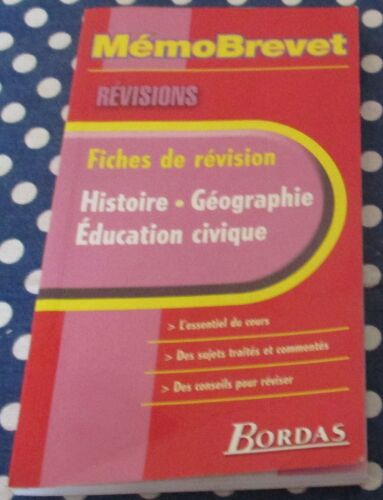 MémoBrevet
RÉVISIONS
Fiches de révision
Histoire • Géographie
Éducation civique
> L'essentiel du cours
> Des sujets traités et commentés
> Des conseils pour réviser
BORDAS